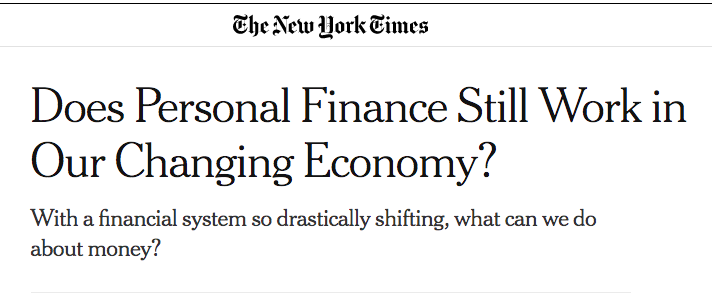 The New York Times
Does Personal Finance Still Work in
Our Changing Economy?
With a financial system so drastically shifting, what can we do
about money?